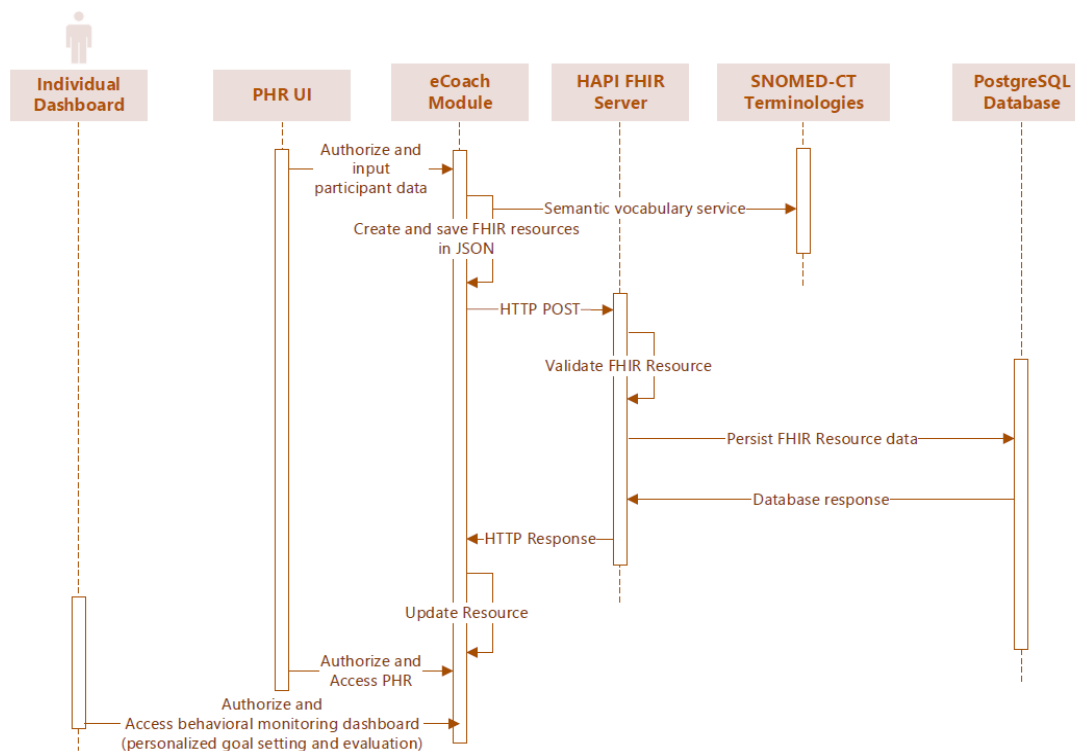 Individual
Dashboard
PHR UI
eCoach
Module
HAPI FHIR
Server
SNOMED-CT
Terminologies
PostgreSQL
Database
Authorize and
input
participant data
Semantic vocabulary service
Create and save FHIR resources
in JSON
HTTP POST
Validate FHIR Resource
Persist FHIR Resource data
Database response
HTTP Response
Update Resource
Authorize and
Access PHR
Authorize and
Access behavioral monitoring dashboard
(personalized goal setting and evaluation)